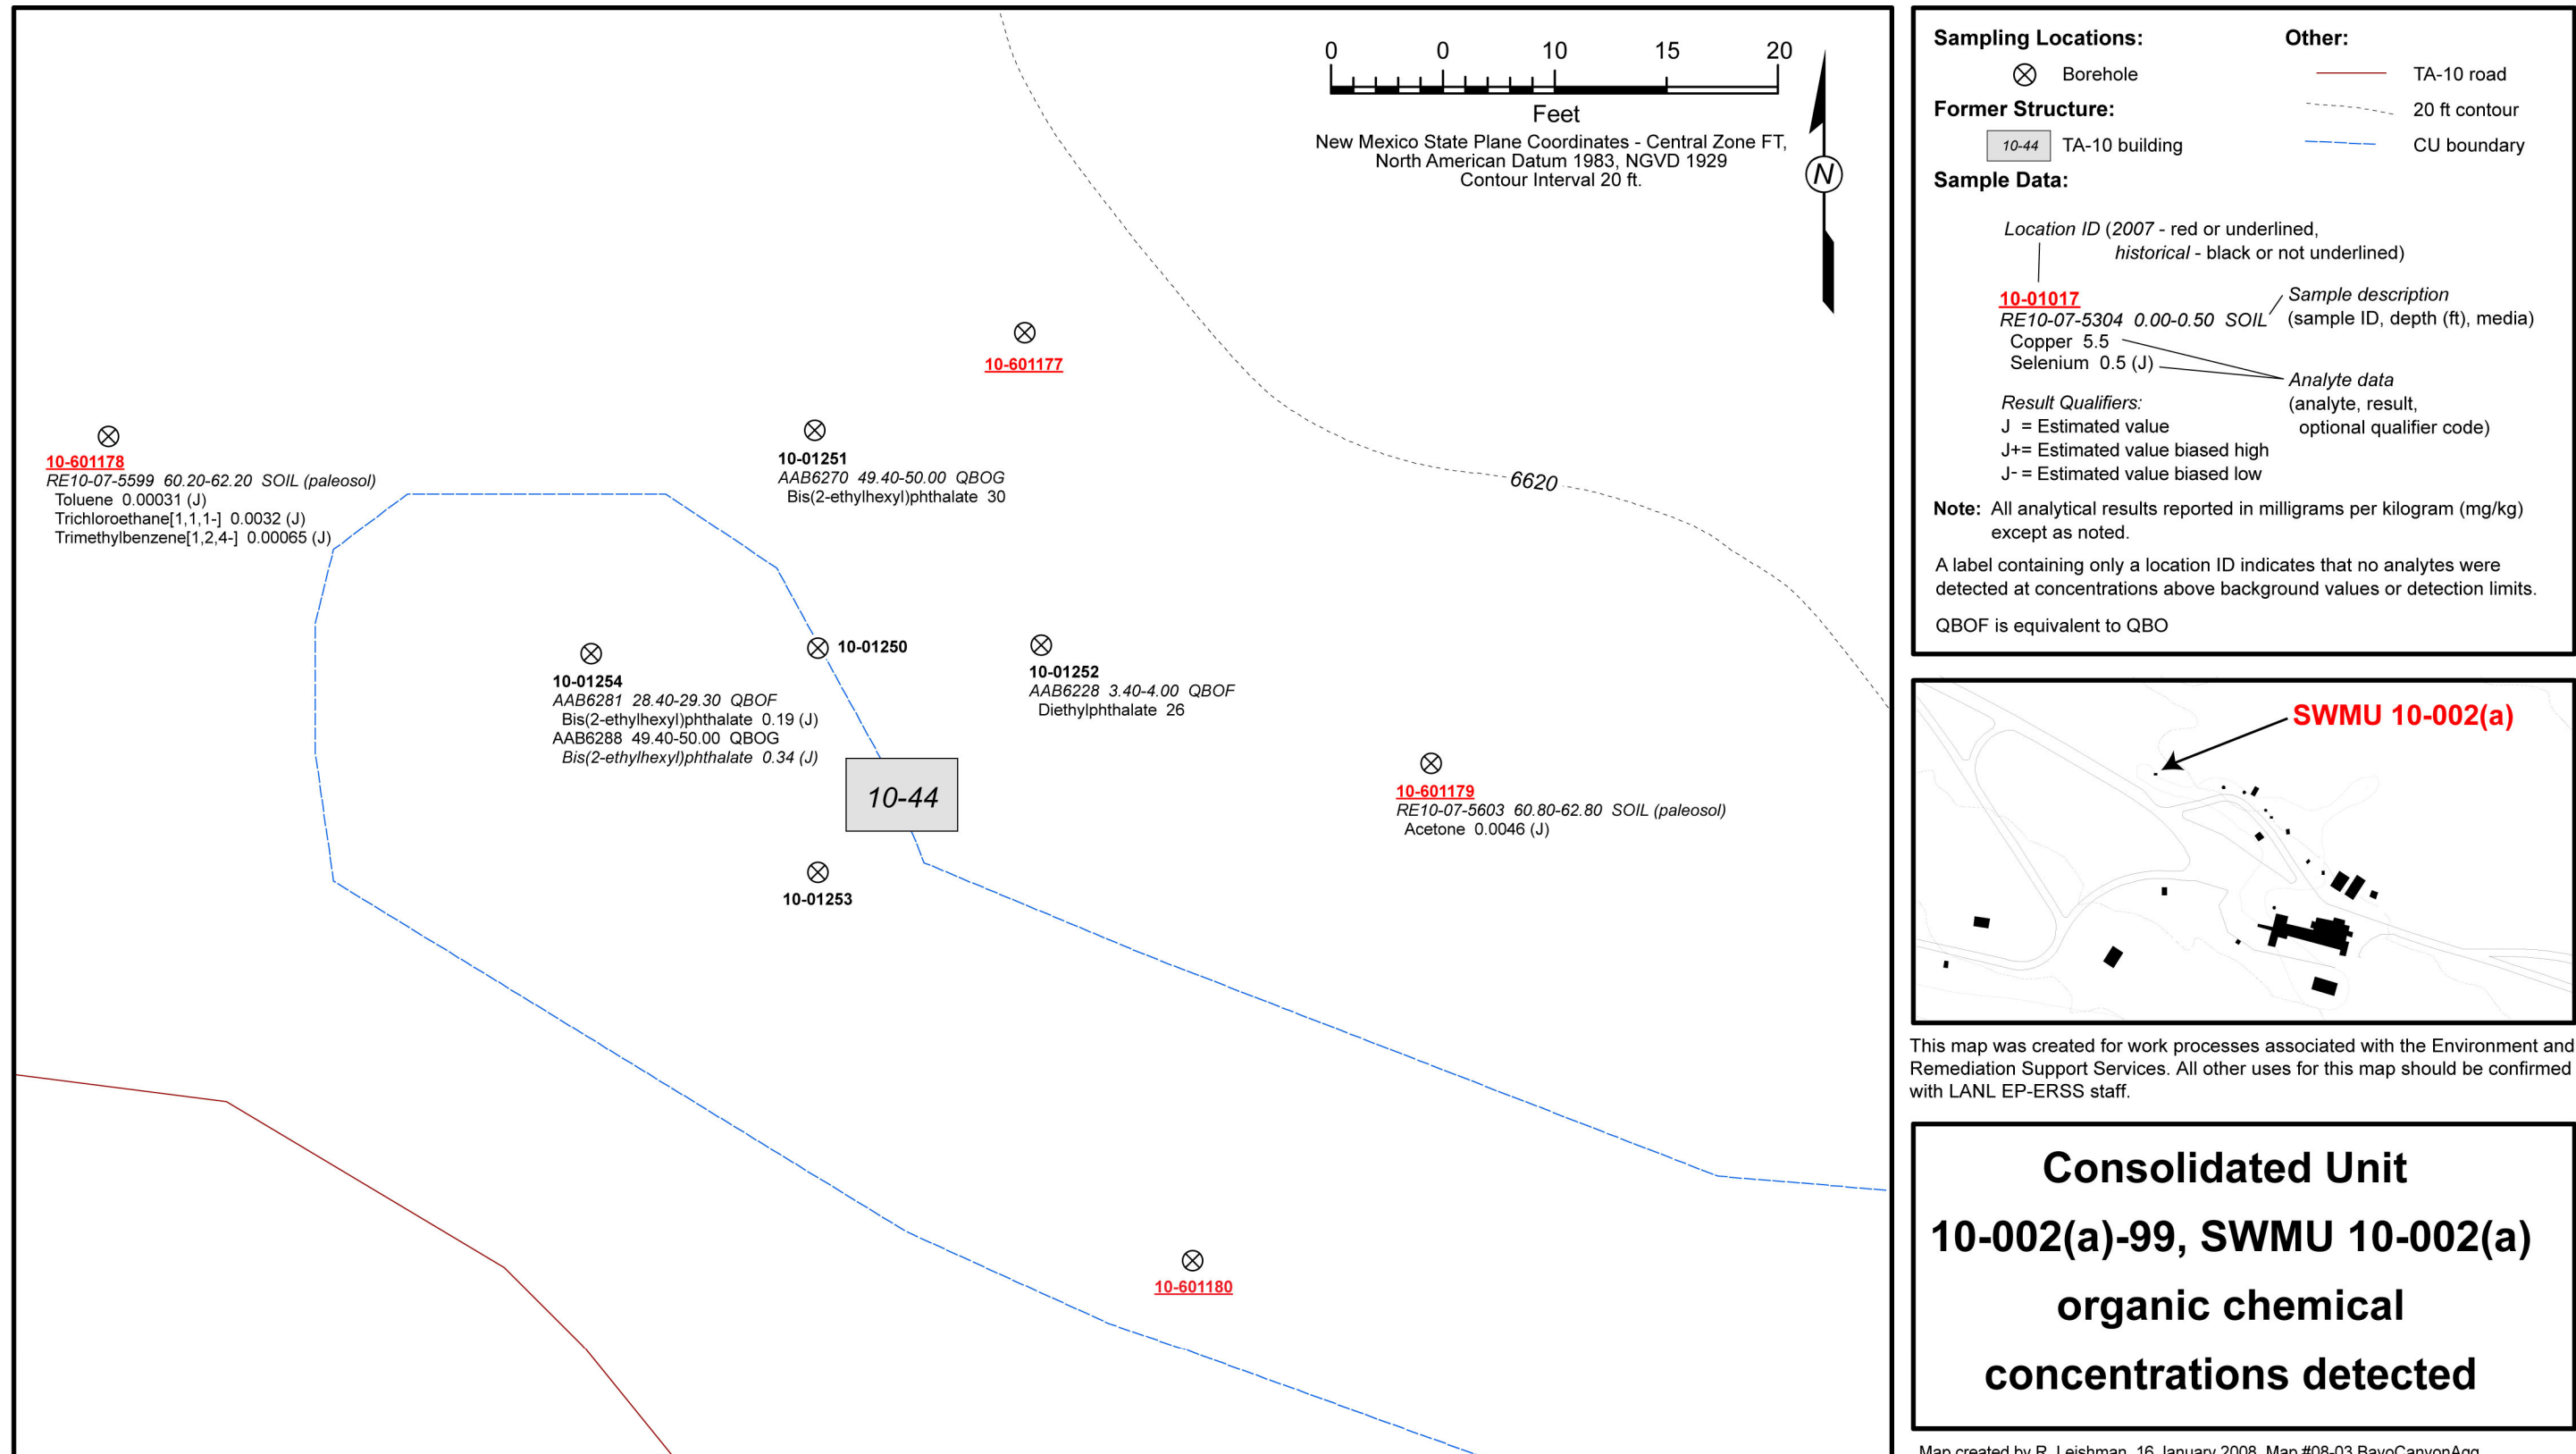 0 0 10 15 20
Feet
New Mexico State Plane Coordinates - Central Zone FT,
North American Datum 1983, NGVD 1929
Contour Interval 20 ft.
N
10-601177
10-601178
RE10-07-5599 60.20-62.20 SOIL (paleosol)
Toluene 0.00031 (J)
Trichloroethane[1,1,1-] 0.0032 (J)
Trimethylbenzene[1,2,4-] 0.00065 (J)
10-01251
AAB6270 49.40-50.00 QBOG
Bis(2-ethylhexyl)phthalate 30
6620
10-01250
10-01254
AAB6281 28.40-29.30 QBOF
Bis(2-ethylhexyl)phthalate 0.19 (J)
AAB6288 49.40-50.00 QBOG
Bis(2-ethylhexyl)phthalate 0.34 (J)
10-01252
AAB6228 3.40-4.00 QBOF
Diethylphthalate 26
10-44
10-601179
RE10-07-5603 60.80-62.80 SOIL (paleosol)
Acetone 0.0046 (J)
10-01253
10-601180
Sampling Locations:
Borehole
Former Structure:
10-44 TA-10 building
Other:
TA-10 road
20 ft contour
CU boundary
Sample Data:
Location ID (2007 - red or underlined,
historical - black or not underlined)
10-01017
RE10-07-5304 0.00-0.50 SOIL
Copper 5.5
Selenium 0.5 (J)
Sample description
(sample ID, depth (ft), media)
Analyte data
(analyte, result,
optional qualifier code)
Result Qualifiers:
J = Estimated value
J+= Estimated value biased high
J- = Estimated value biased low
Note: All analytical results reported in milligrams per kilogram (mg/kg)
except as noted.
A label containing only a location ID indicates that no analytes were
detected at concentrations above background values or detection limits.
QBOF is equivalent to QBO
SWMU 10-002(a)
This map was created for work processes associated with the Environment and
Remediation Support Services. All other uses for this map should be confirmed
with LANL EP-ERSS staff.
Consolidated Unit
10-002(a)-99, SWMU 10-002(a)
organic chemical
concentrations detected
Map created by R. Leishman, 16 January 2008, Map #08-03 BayoCanyonAgg